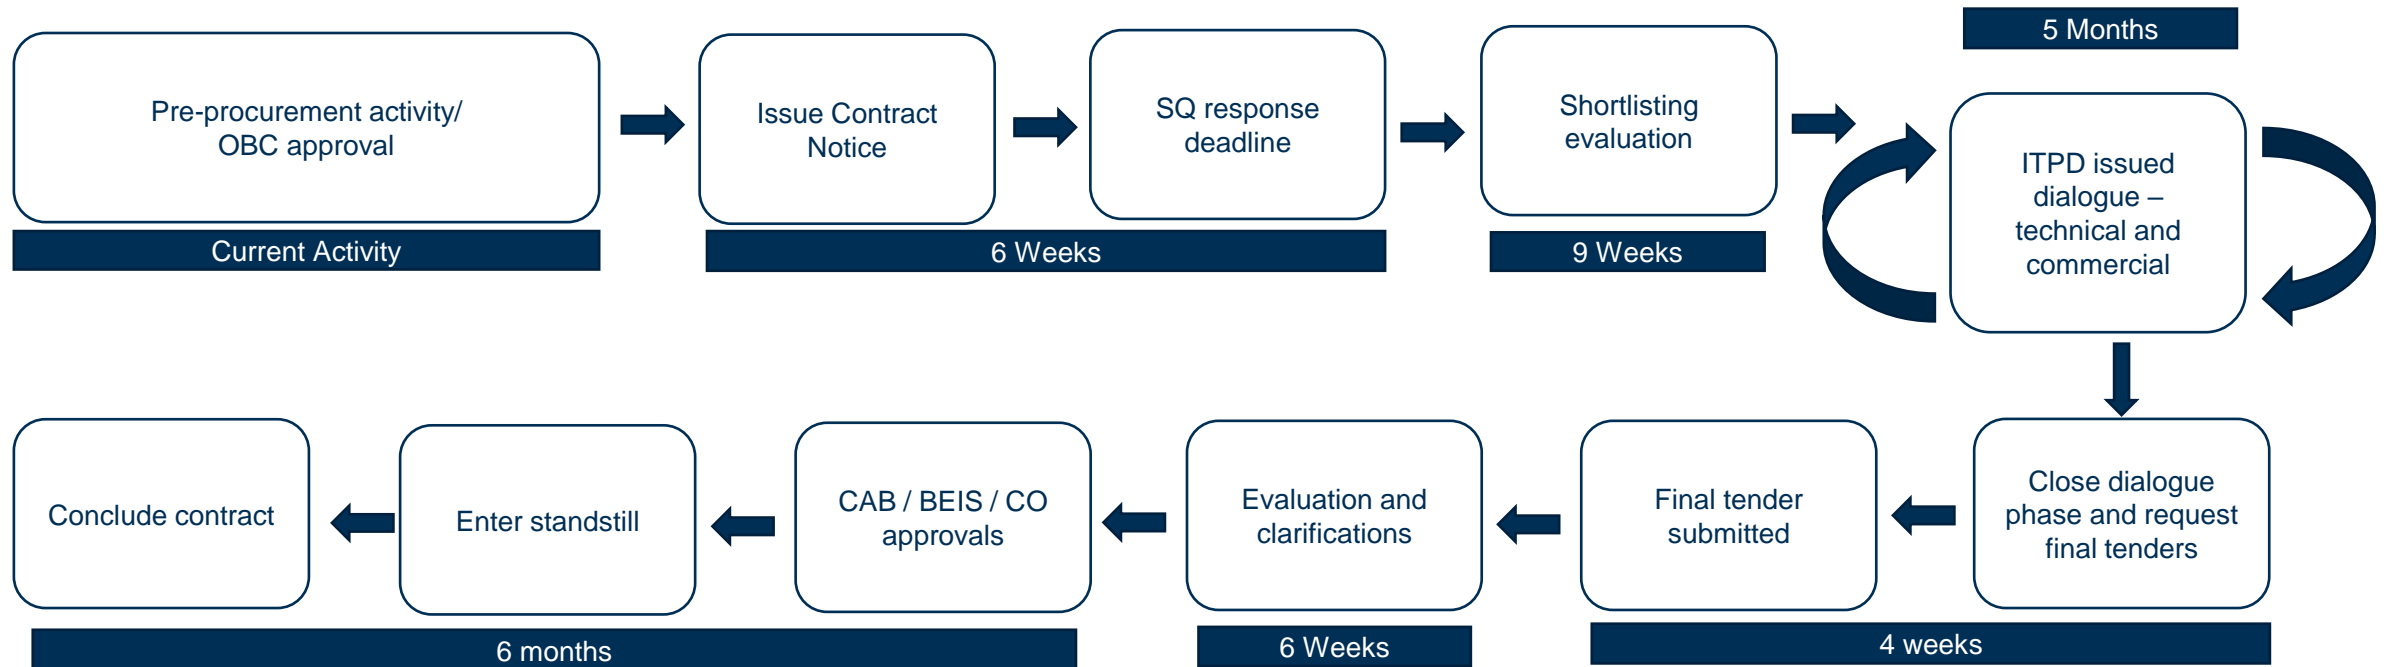 5 Months
Pre-procurement activity/
OBC approval
Current Activity
Issue Contract
Notice
SQ response
deadline
6 Weeks
Shortlisting
evaluation
9 Weeks
ITPD issued
dialogue –
technical and
commercial
Close dialogue
phase and request
final tenders
Final tender
submitted
4 weeks
Evaluation and
clarifications
6 Weeks
CAB / BEIS / CO
approvals
Enter standstill
Conclude contract
6 months